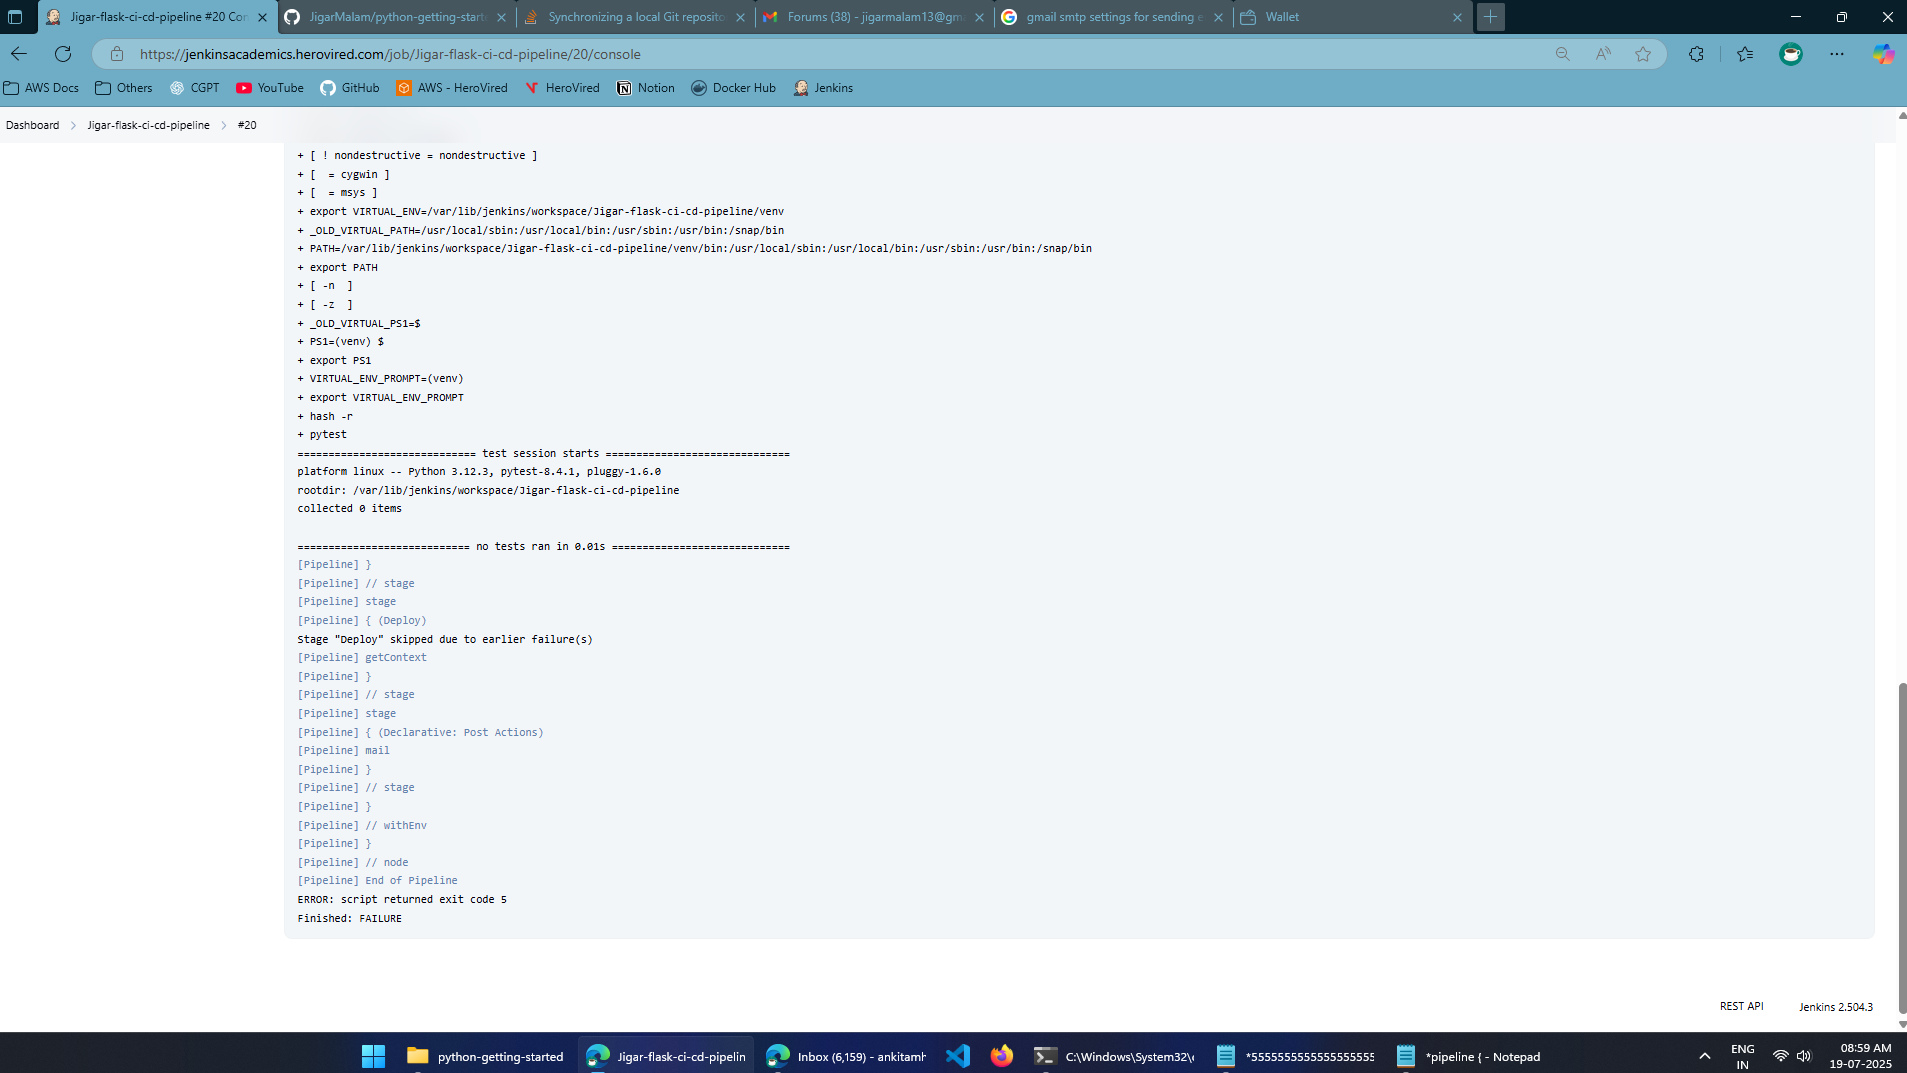 Jigar-flask-ci-cd-pipeline #20 Con
JigarMalam/python-getting-starte
Synchronizing a local Git reposito
Forums (38) - jigarmalam13@gma
gmail smtp settings for sending e
Wallet
https://jenkinsacademics.herovired.com/job/Jigar-flask-ci-cd-pipeline/20/console
AWS Docs
Others
CGPT
YouTube
GitHub
AWS - HeroVired
HeroVired
Notion
Docker Hub
Jenkins
Dashboard
Jigar-flask-ci-cd-pipeline
#20
+ [ ! nondestructive = nondestructive ]
+ [  = cygwin ]
+ [  = msys ]
+ export VIRTUAL_ENV=/var/lib/jenkins/workspace/Jigar-flask-ci-cd-pipeline/venv
+ _OLD_VIRTUAL_PATH=/usr/local/sbin:/usr/local/bin:/usr/sbin:/usr/bin:/snap/bin
+ PATH=/var/lib/jenkins/workspace/Jigar-flask-ci-cd-pipeline/venv/bin:/usr/local/sbin:/usr/local/bin:/usr/sbin:/usr/bin:/snap/bin
+ export PATH
+ [ -n  ]
+ [ -z  ]
+ _OLD_VIRTUAL_PS1=$
+ PS1=(venv) $
+ export PS1
+ VIRTUAL_ENV_PROMPT=(venv)
+ export VIRTUAL_ENV_PROMPT
+ hash -r
+ pytest
============================= test session starts ==============================
platform linux -- Python 3.12.3, pytest-8.4.1, pluggy-1.6.0
rootdir: /var/lib/jenkins/workspace/Jigar-flask-ci-cd-pipeline
collected 0 items
============================ no tests ran in 0.01s =============================
[Pipeline] }
[Pipeline] // stage
[Pipeline] stage
[Pipeline] { (Deploy)
Stage "Deploy" skipped due to earlier failure(s)
[Pipeline] getContext
[Pipeline] }
[Pipeline] // stage
[Pipeline] stage
[Pipeline] { (Declarative: Post Actions)
[Pipeline] mail
[Pipeline] }
[Pipeline] // stage
[Pipeline] }
[Pipeline] // withEnv
[Pipeline] }
[Pipeline] // node
[Pipeline] End of Pipeline
ERROR: script returned exit code 5
Finished: FAILURE
REST API
Jenkins 2.504.3
python-getting-started
Jigar-flask-ci-cd-pipelin
Inbox (6,159) - ankitamh
C:\Windows\System32\c
*5555555555555555555
*pipeline { - Notepad
ENG
IN
08:59 AM
19-07-2025